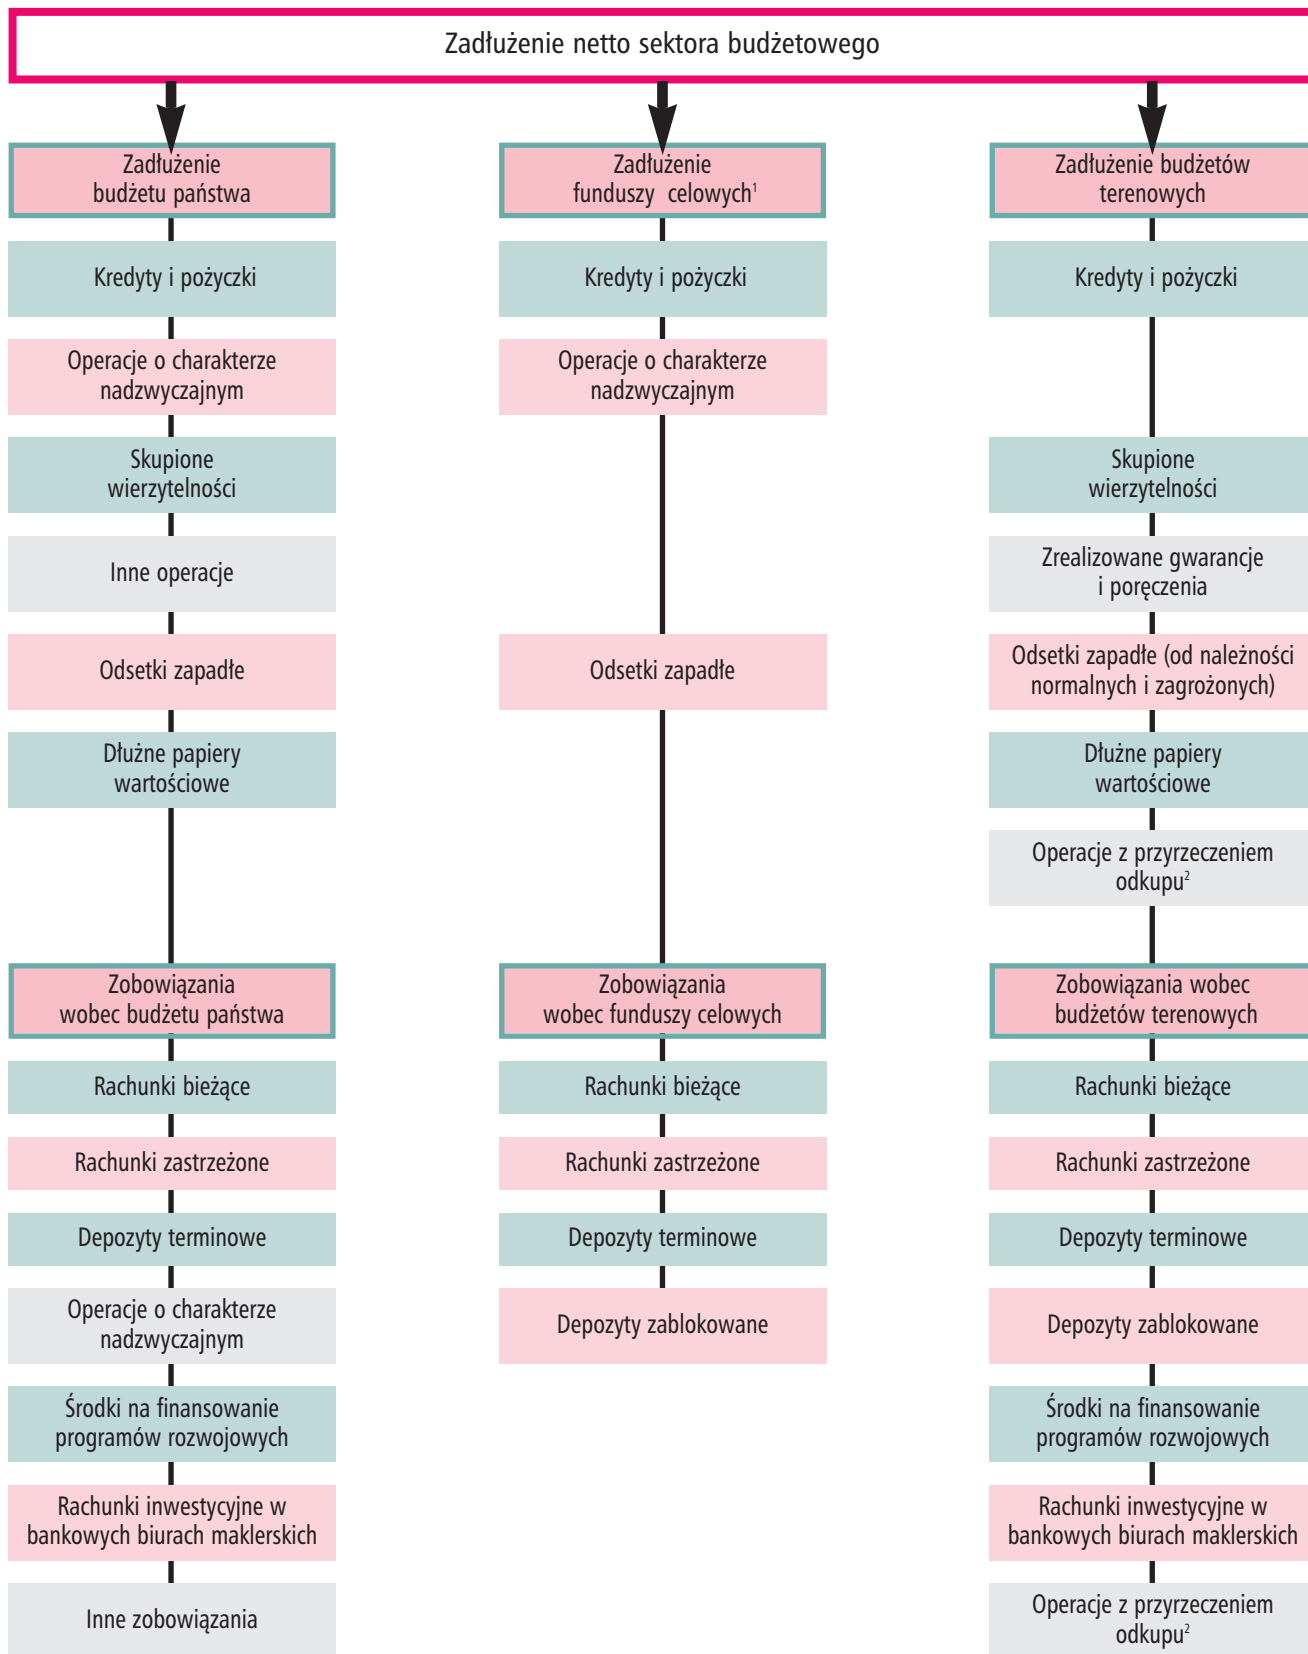 Zadłużenie netto sektora budżetowego
Zadłużenie
budżetu państwa
Kredyty i pożyczki
Operacje o charakterze
nadzwyczajnym
Skupione
wierzytelności
Inne operacje
Odsetki zapadłe
Dłużne papiery
wartościowe
Zobowiązania
wobec budżetu państwa
Rachunki bieżące
Rachunki zastrzeżone
Depozyty terminowe
Operacje o charakterze
nadzwyczajnym
Środki na finansowanie
programów rozwojowych
Rachunki inwestycyjne w
bankowych biurach maklerskich
Inne zobowiązania
Zadłużenie
funduszy celowych¹
Kredyty i pożyczki
Operacje o charakterze
nadzwyczajnym
Odsetki zapadłe
Zobowiązania
wobec funduszy celowych
Rachunki bieżące
Rachunki zastrzeżone
Depozyty terminowe
Depozyty zablokowane
Zadłużenie budżetów
terenowych
Kredyty i pożyczki
Skupione
wierzytelności
Zrealizowane gwarancje
i poręczenia
Odsetki zapadłe (od należności
normalnych i zagrożonych)
Dłużne papiery
wartościowe
Operacje z przyrzeczeniem
odkupu²
Zobowiązania wobec
budżetów terenowych
Rachunki bieżące
Rachunki zastrzeżone
Depozyty terminowe
Depozyty zablokowane
Środki na finansowanie
programów rozwojowych
Rachunki inwestycyjne w
bankowych biurach maklerskich
Operacje z przyrzeczeniem
odkupu²